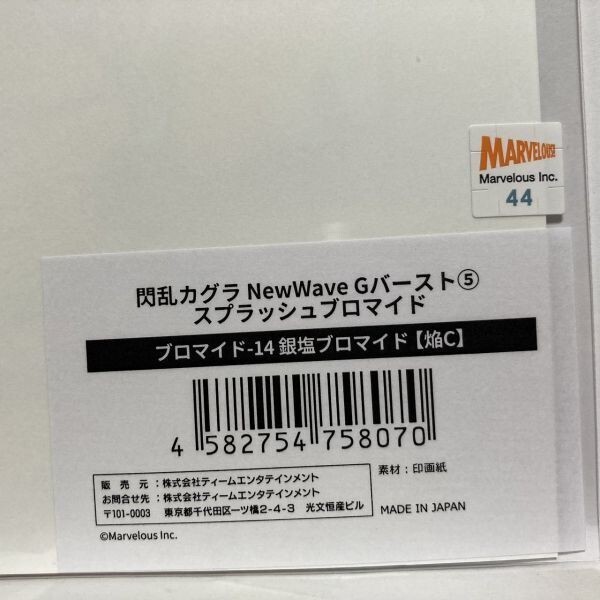 MARVELOUS!
Marvelous Inc.
44
閃乱カグラ NewWave Gバースト⑤
スプラッシュブロマイド
ブロマイド-14 銀塩ブロマイド【焔C】
4 582754 758070
販売元：株式会社ティームエンタテインメント
お問合せ先：株式会社ティームエンタテインメント
〒101-0003 東京都千代田区一ツ橋2-4-3 光文恒産ビル
素材：印画紙
MADE IN JAPAN
©Marvelous Inc.